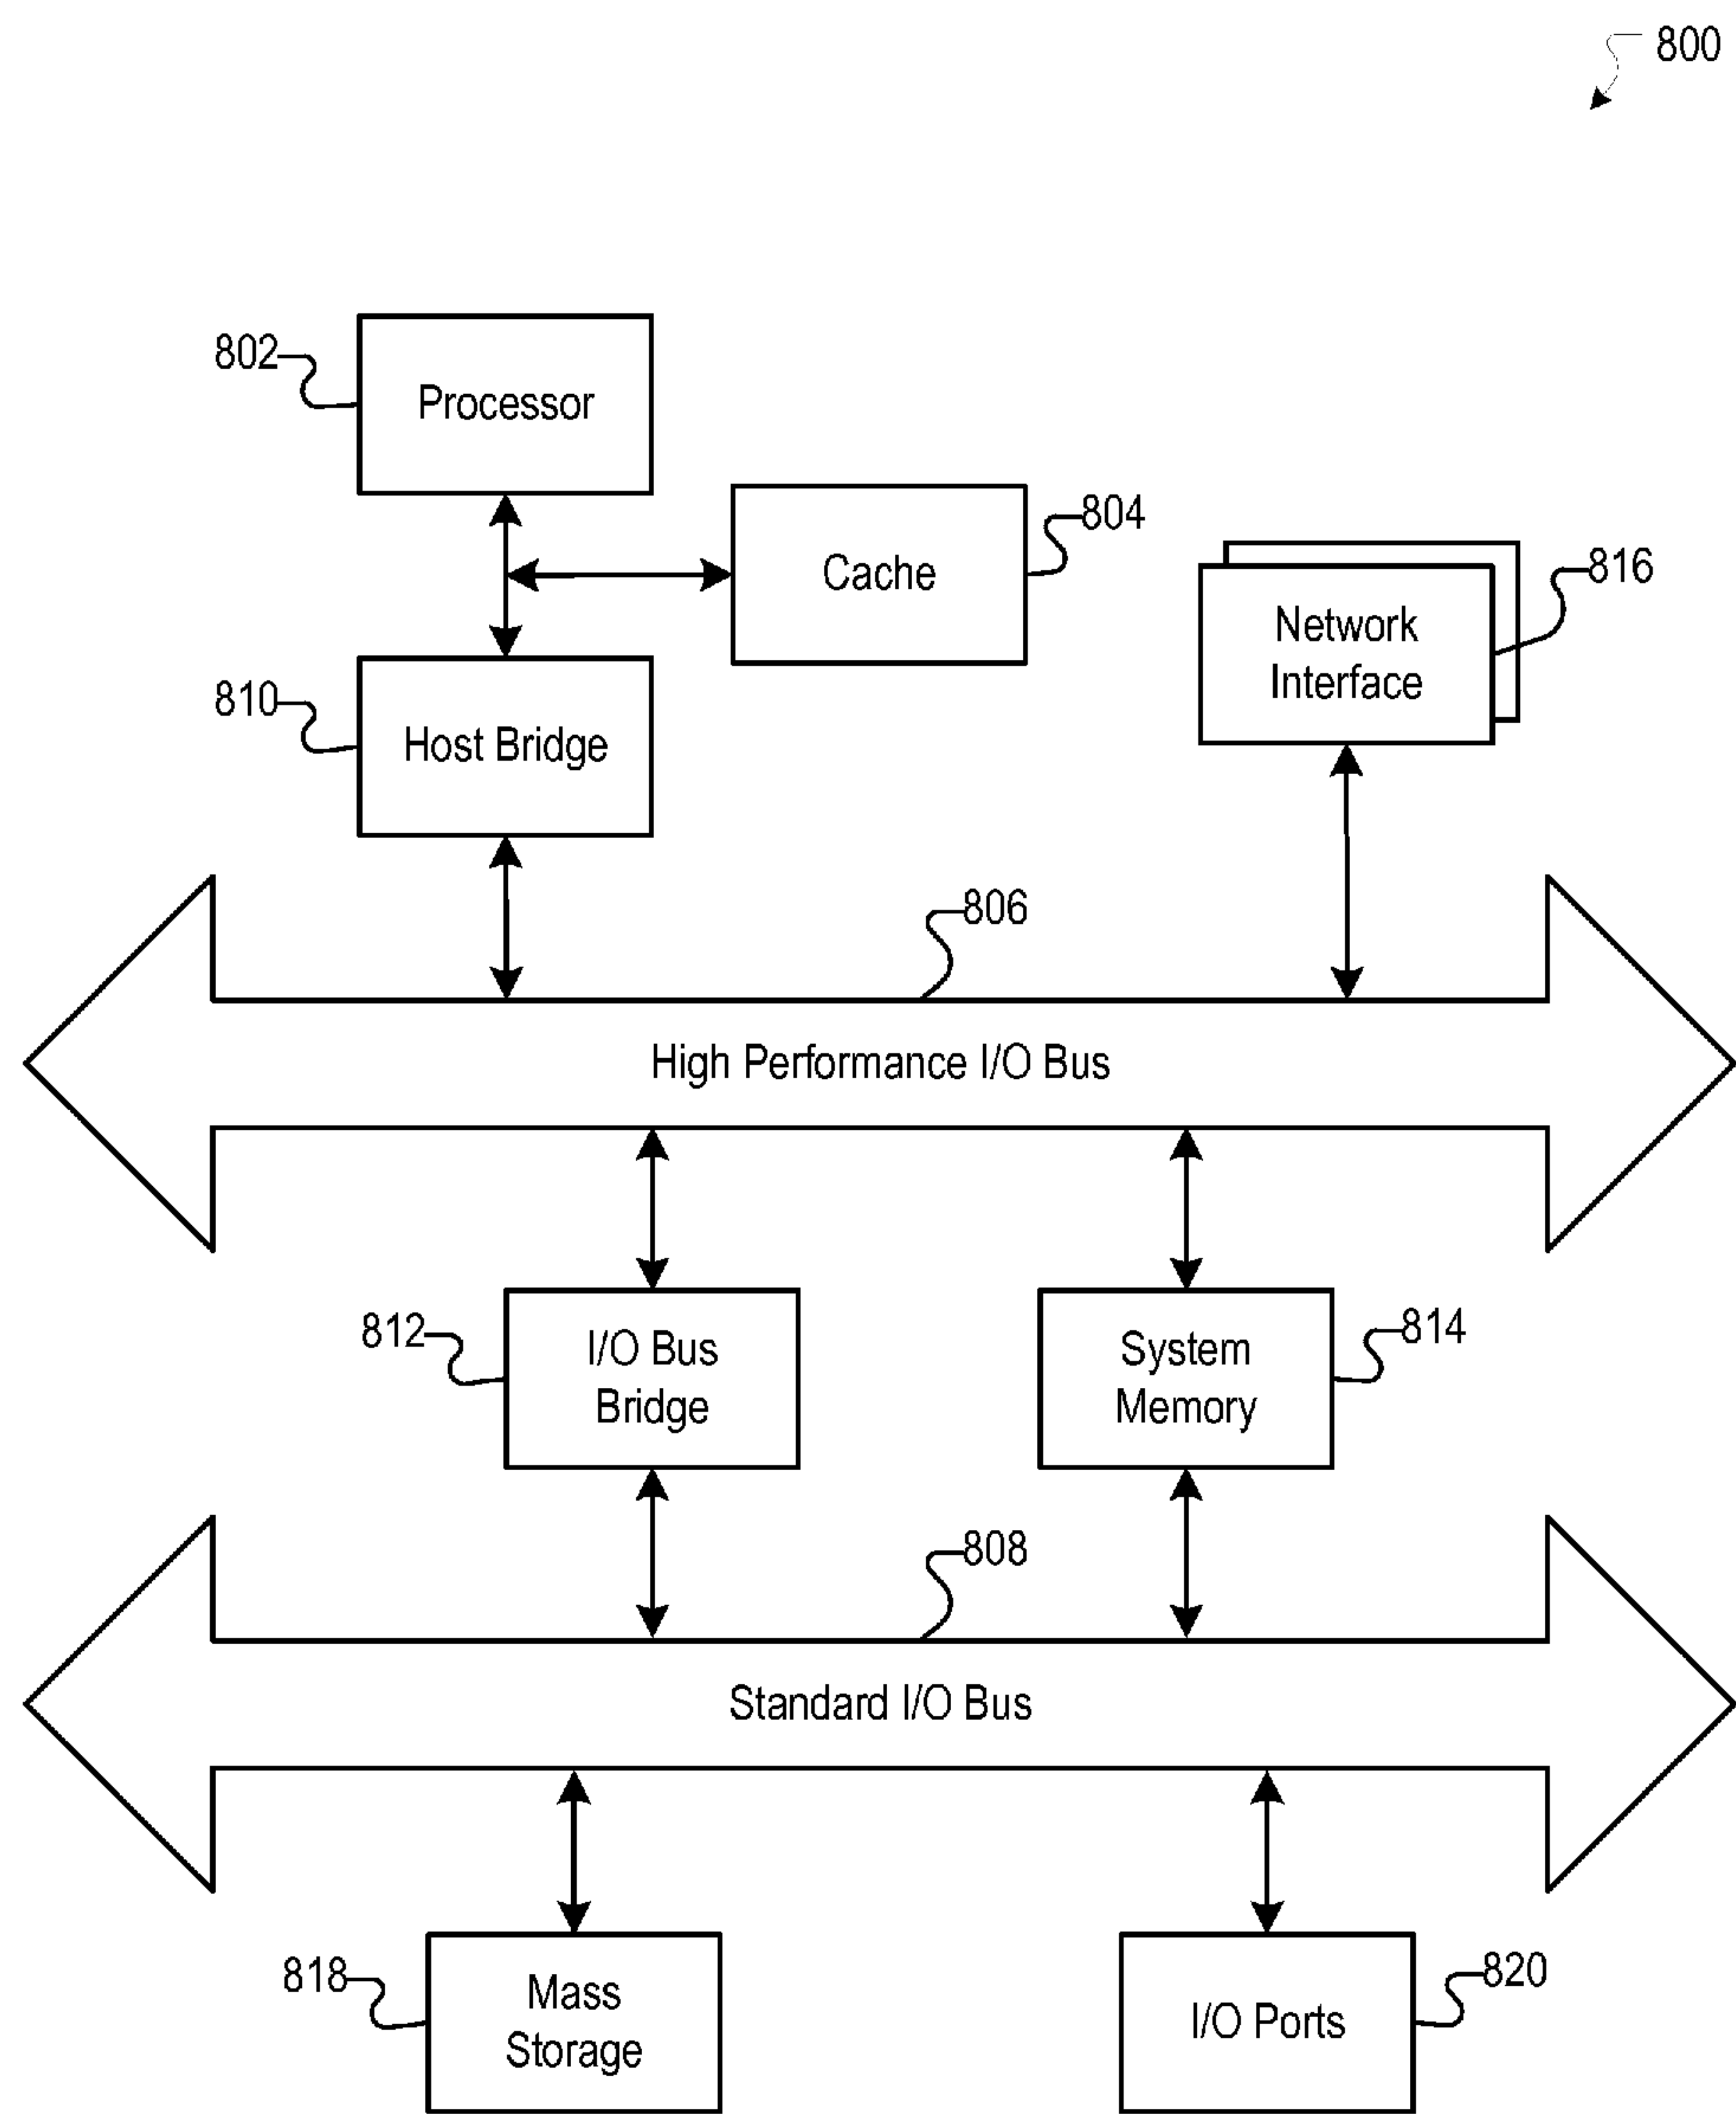 800
802
Processor
804
Cache
816
Network
Interface
810
Host Bridge
806
High Performance I/O Bus
812
I/O Bus
Bridge
814
System
Memory
808
Standard I/O Bus
818
Mass
Storage
820
I/O Ports